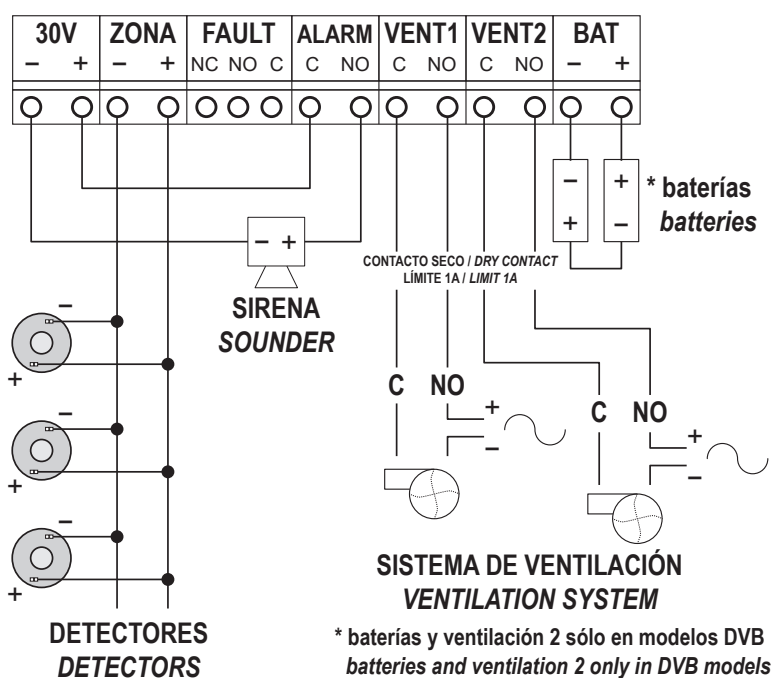 30V ZONA FAULT ALARM VENT1 VENT2 BAT
– + – + NC NO C C NO C NO C NO – +
– + * baterías
+ – batteries
– +
CONTACTO SECO / DRY CONTACT
LÍMITE 1A / LIMIT 1A
SIRENA
SOUNDER
–
+
C NO
+
–
C NO
+
–
–
+
–
+
SISTEMA DE VENTILACIÓN
VENTILATION SYSTEM
DETECTORES
DETECTORS
* baterías y ventilación 2 sólo en modelos DVB
batteries and ventilation 2 only in DVB models